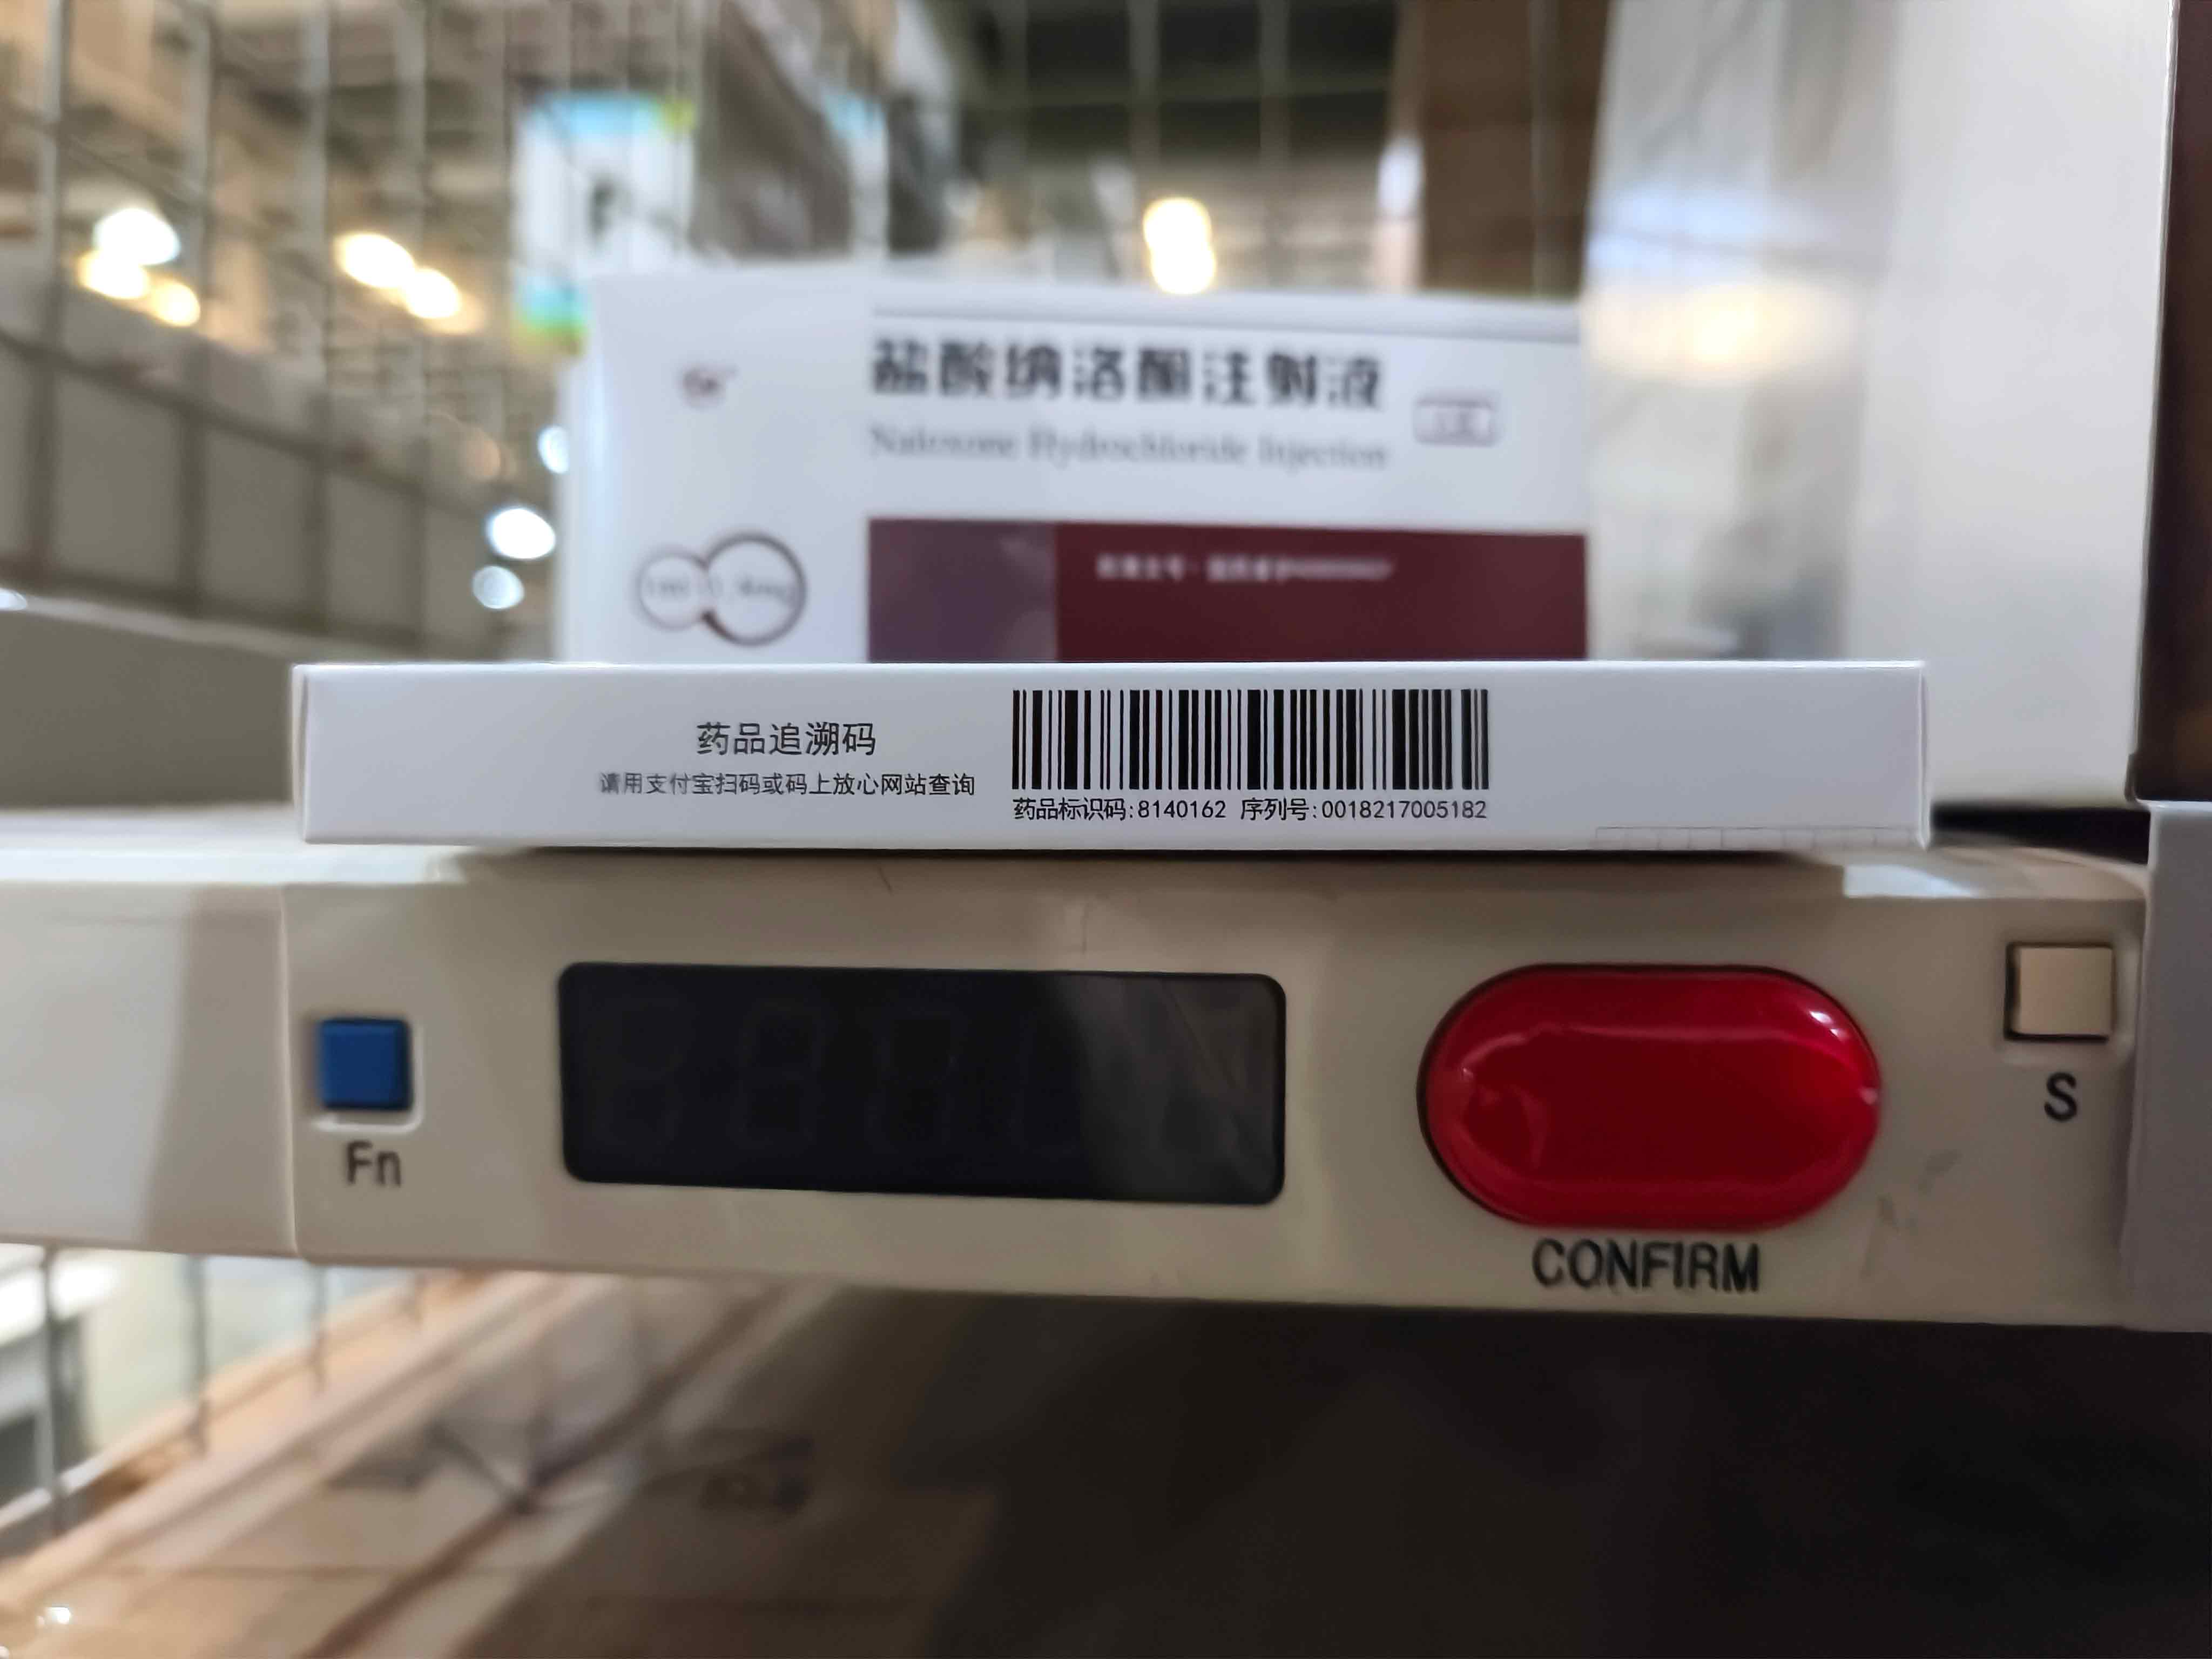 盐酸纳洛酮注射液
Naloxone Hydrochloride Injection
药品追溯码
请用支付宝扫码或码上放心网站查询
药品标识码:8140162 序列号:0018217005182
Fn
CONFIRM
S